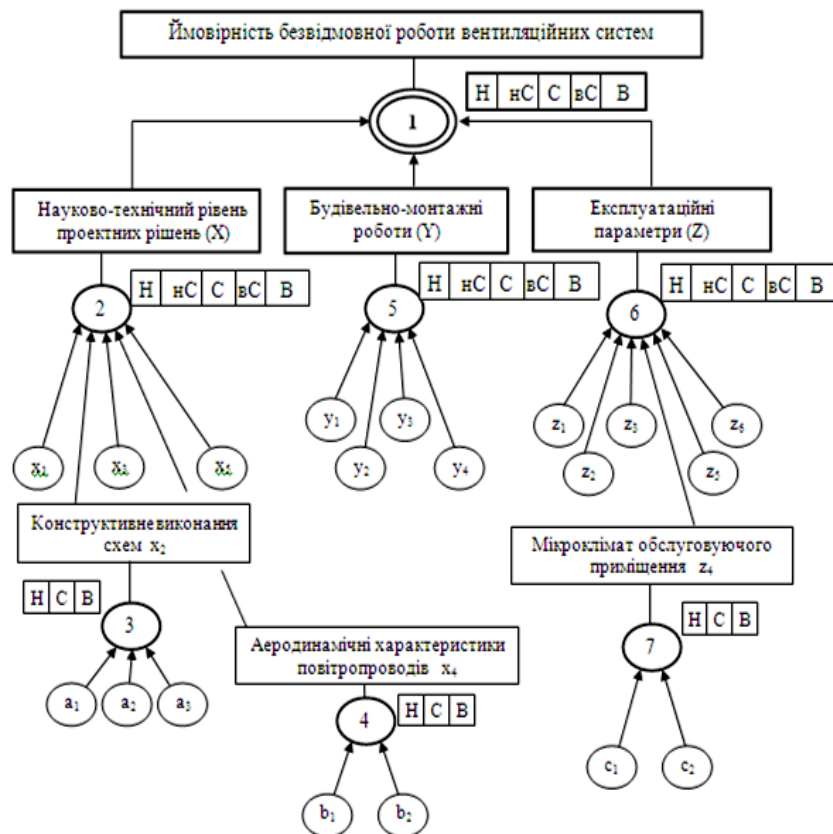 Ймовірність безвідмовної роботи вентиляційних систем
Н нС С вС В
1
Науково-технічний рівень
проектних рішень (X)
Будівельно-монтажні
роботи (Y)
Експлуатаційні
параметри (Z)
Н нС С вС В
Н нС С вС В
Н нС С вС В
2
5
6
y₁
y₃
z₁
z₃
z₆
x₁
x₃
x₅
y₂
y₄
z₂
z₅
Конструктивне виконання
схем x₂
Мікроклімат обслуговуючого
приміщення z₄
Н С В
3
Н С В
7
Аеродинамічні характеристики
повітропроводів x₄
a₁
a₂
a₃
4
Н С В
c₁
c₂
b₁
b₂